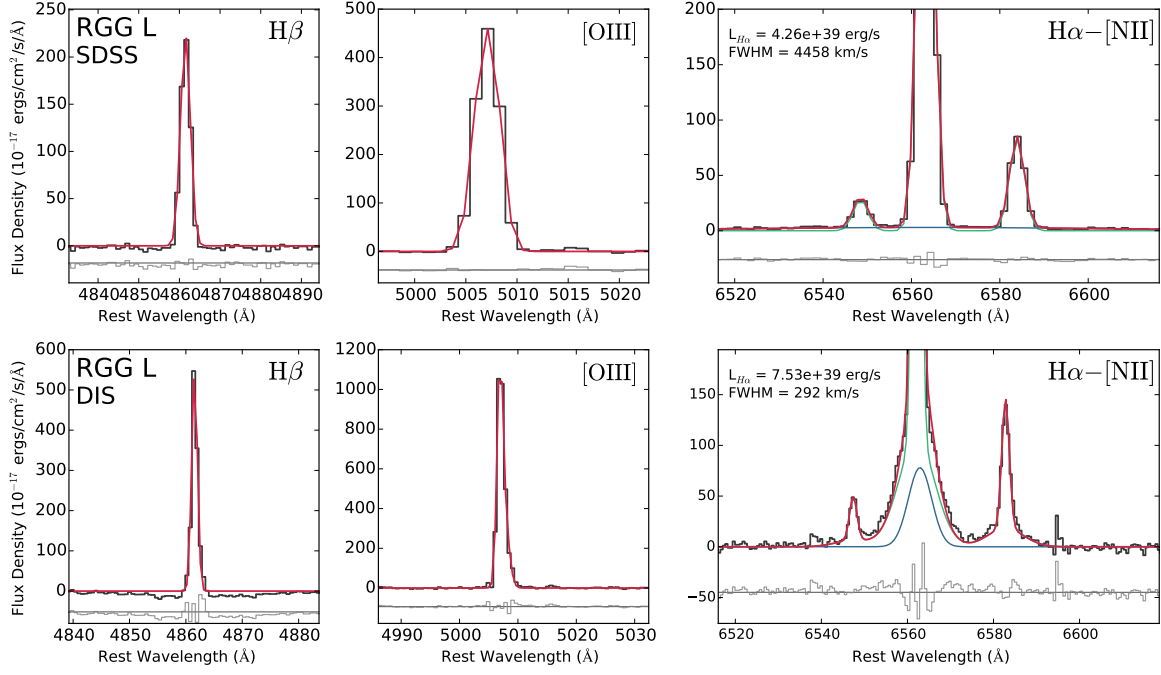 RGG L
SDSS
Hβ
Flux Density (10⁻¹⁷ ergs/cm²/s/Å)
250
200
150
100
50
0
4840 4850 4860 4870 4880 4890
Rest Wavelength (Å)
[OIII]
500
400
300
200
100
0
5000 5005 5010 5015 5020
Rest Wavelength (Å)
Hα−[NII]
L_Hα = 4.26e+39 erg/s
FWHM = 4458 km/s
200
150
100
50
0
6520 6540 6560 6580 6600
Rest Wavelength (Å)
RGG L
DIS
Hβ
Flux Density (10⁻¹⁷ ergs/cm²/s/Å)
600
500
400
300
200
100
0
4840 4850 4860 4870 4880
Rest Wavelength (Å)
[OIII]
1200
1000
800
600
400
200
0
4990 5000 5010 5020 5030
Rest Wavelength (Å)
Hα−[NII]
L_Hα = 7.53e+39 erg/s
FWHM = 292 km/s
150
100
50
0
−50
6520 6540 6560 6580 6600
Rest Wavelength (Å)